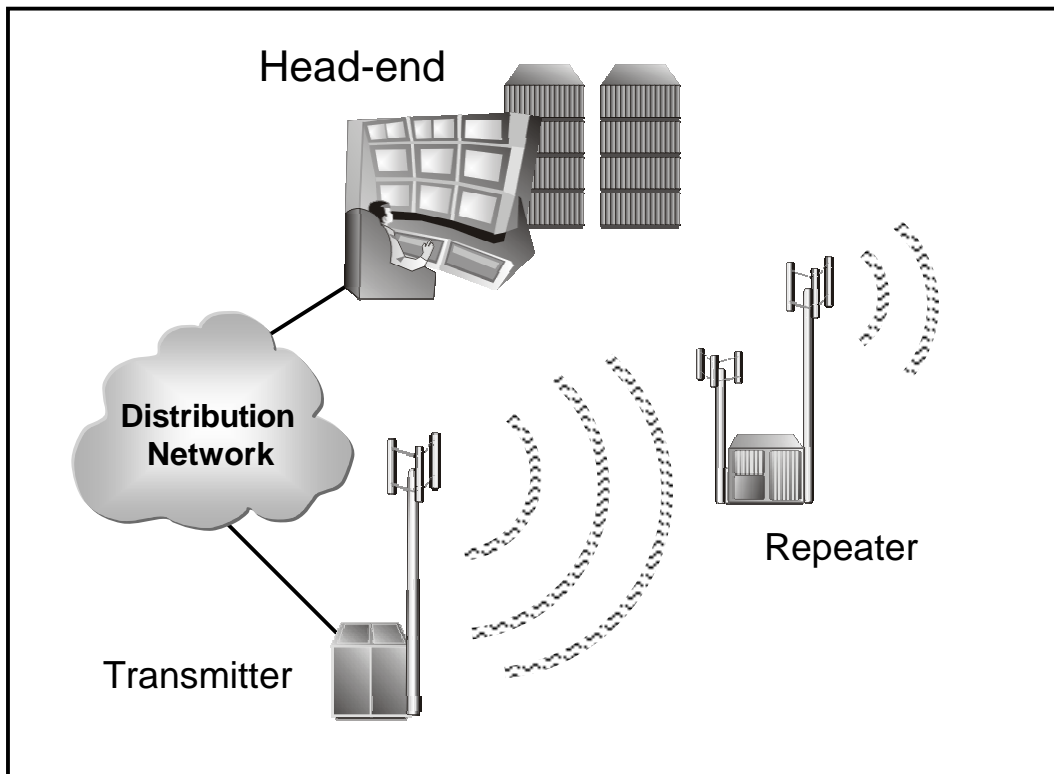 Head-end
Distribution
Network
Repeater
Transmitter